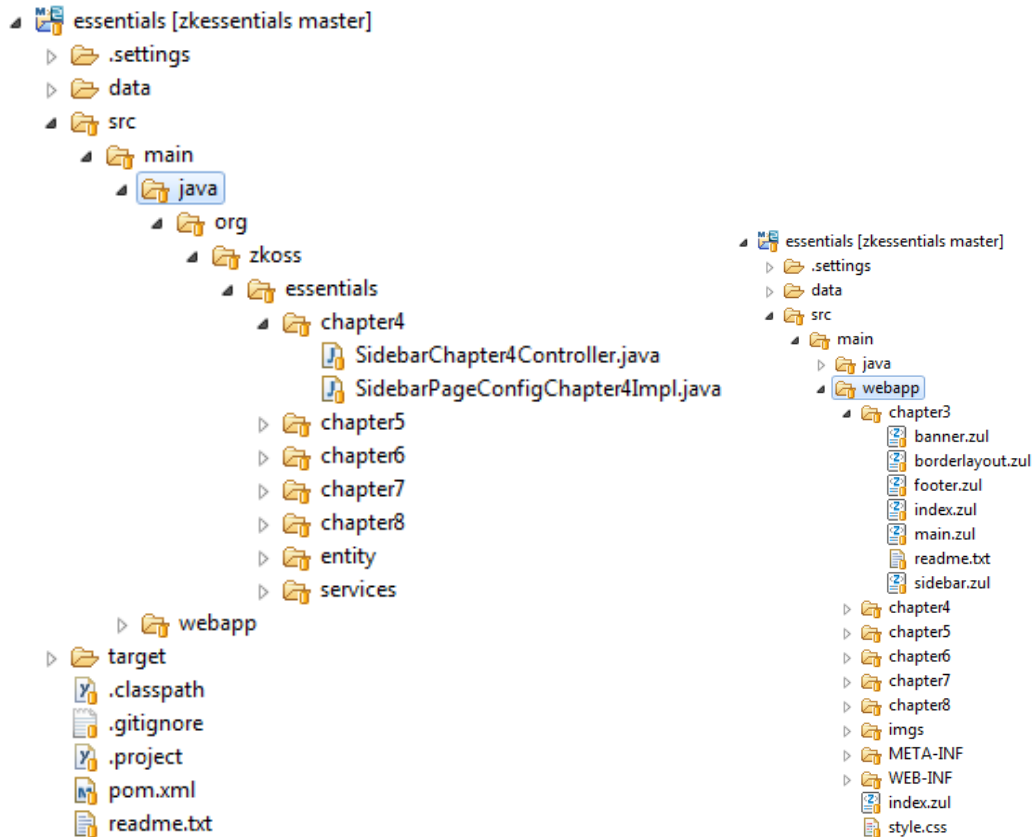 essentials [zkessentials master]
.settings
data
src
main
java
org
zkoss
essentials
chapter4
SidebarChapter4Controller.java
SidebarPageConfigChapter4Impl.java
chapter5
chapter6
chapter7
chapter8
entity
services
webapp
target
.classpath
.gitignore
.project
pom.xml
readme.txt
essentials [zkessentials master]
.settings
data
src
main
java
webapp
chapter3
banner.zul
borderlayout.zul
footer.zul
index.zul
main.zul
readme.txt
sidebar.zul
chapter4
chapter5
chapter6
chapter7
chapter8
imgs
META-INF
WEB-INF
index.zul
style.css